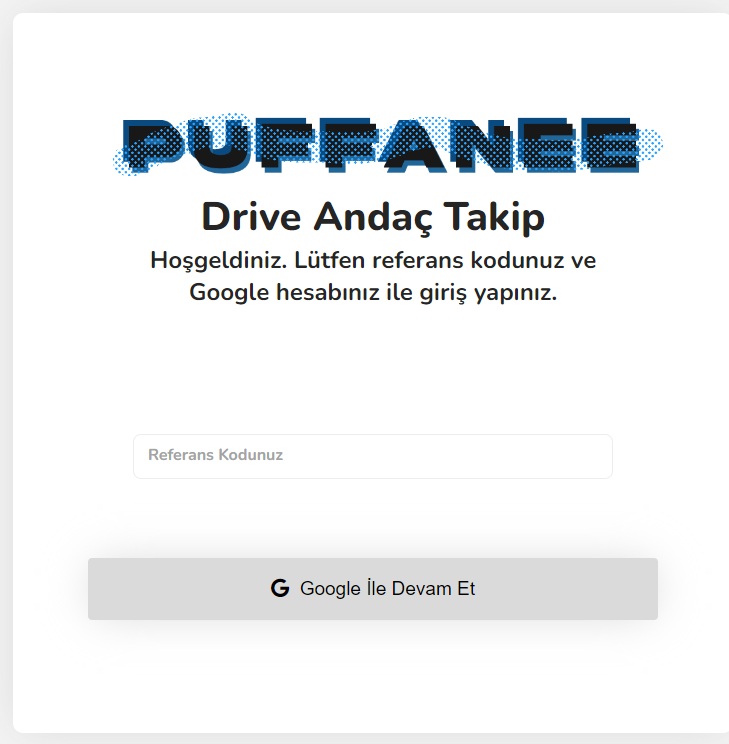 PUFFANEE
Drive Andaç Takip
Hoşgeldiniz. Lütfen referans kodunuz ve
Google hesabınız ile giriş yapınız.
Referans Kodunuz
G Google İle Devam Et